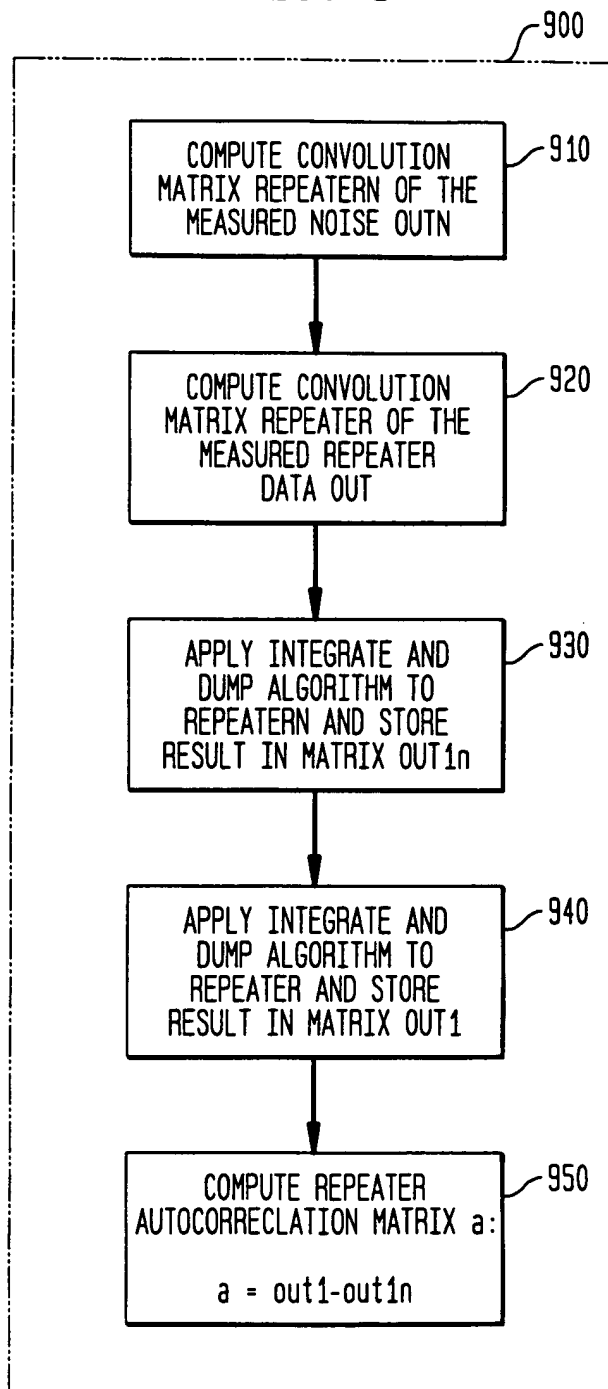 900
COMPUTE CONVOLUTION
MATRIX REPEATERN OF THE
MEASURED NOISE OUTN
910
COMPUTE CONVOLUTION
MATRIX REPEATER OF THE
MEASURED REPEATER
DATA OUT
920
APPLY INTEGRATE AND
DUMP ALGORITHM TO
REPEATERN AND STORE
RESULT IN MATRIX OUT1n
930
APPLY INTEGRATE AND
DUMP ALGORITHM TO
REPEATER AND STORE
RESULT IN MATRIX OUT1
940
COMPUTE REPEATER
AUTOCORRECLATION MATRIX a:
a = out1-out1n
950